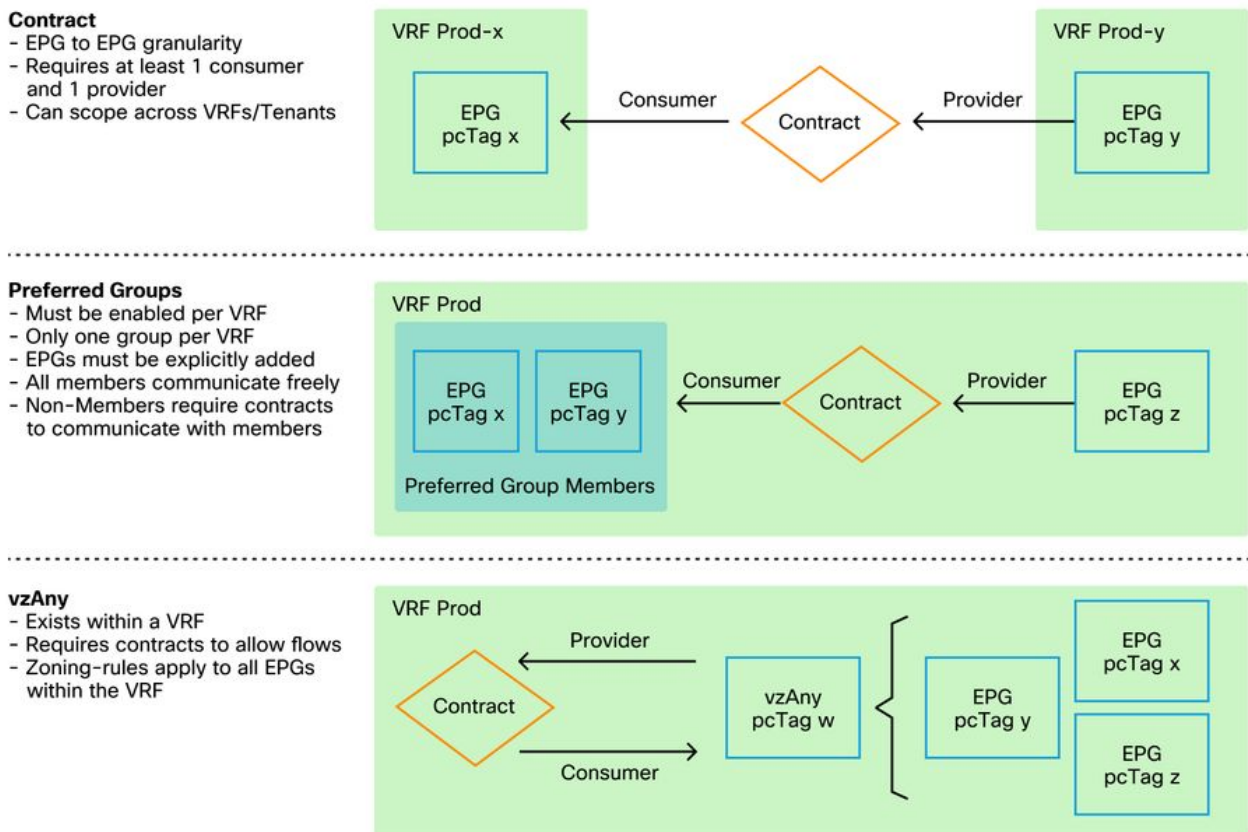 Contract
- EPG to EPG granularity
- Requires at least 1 consumer
and 1 provider
- Can scope across VRFs/Tenants
VRF Prod-x
EPG
pcTag x
Consumer
Contract
Provider
VRF Prod-y
EPG
pcTag y
Preferred Groups
- Must be enabled per VRF
- Only one group per VRF
- EPGs must be explicitly added
- All members communicate freely
- Non-Members require contracts
to communicate with members
VRF Prod
EPG
pcTag x
EPG
pcTag y
Preferred Group Members
Consumer
Contract
Provider
EPG
pcTag z
vzAny
- Exists within a VRF
- Requires contracts to allow flows
- Zoning-rules apply to all EPGs
within the VRF
VRF Prod
Provider
Contract
Consumer
vzAny
pcTag w
EPG
pcTag y
EPG
pcTag x
EPG
pcTag z